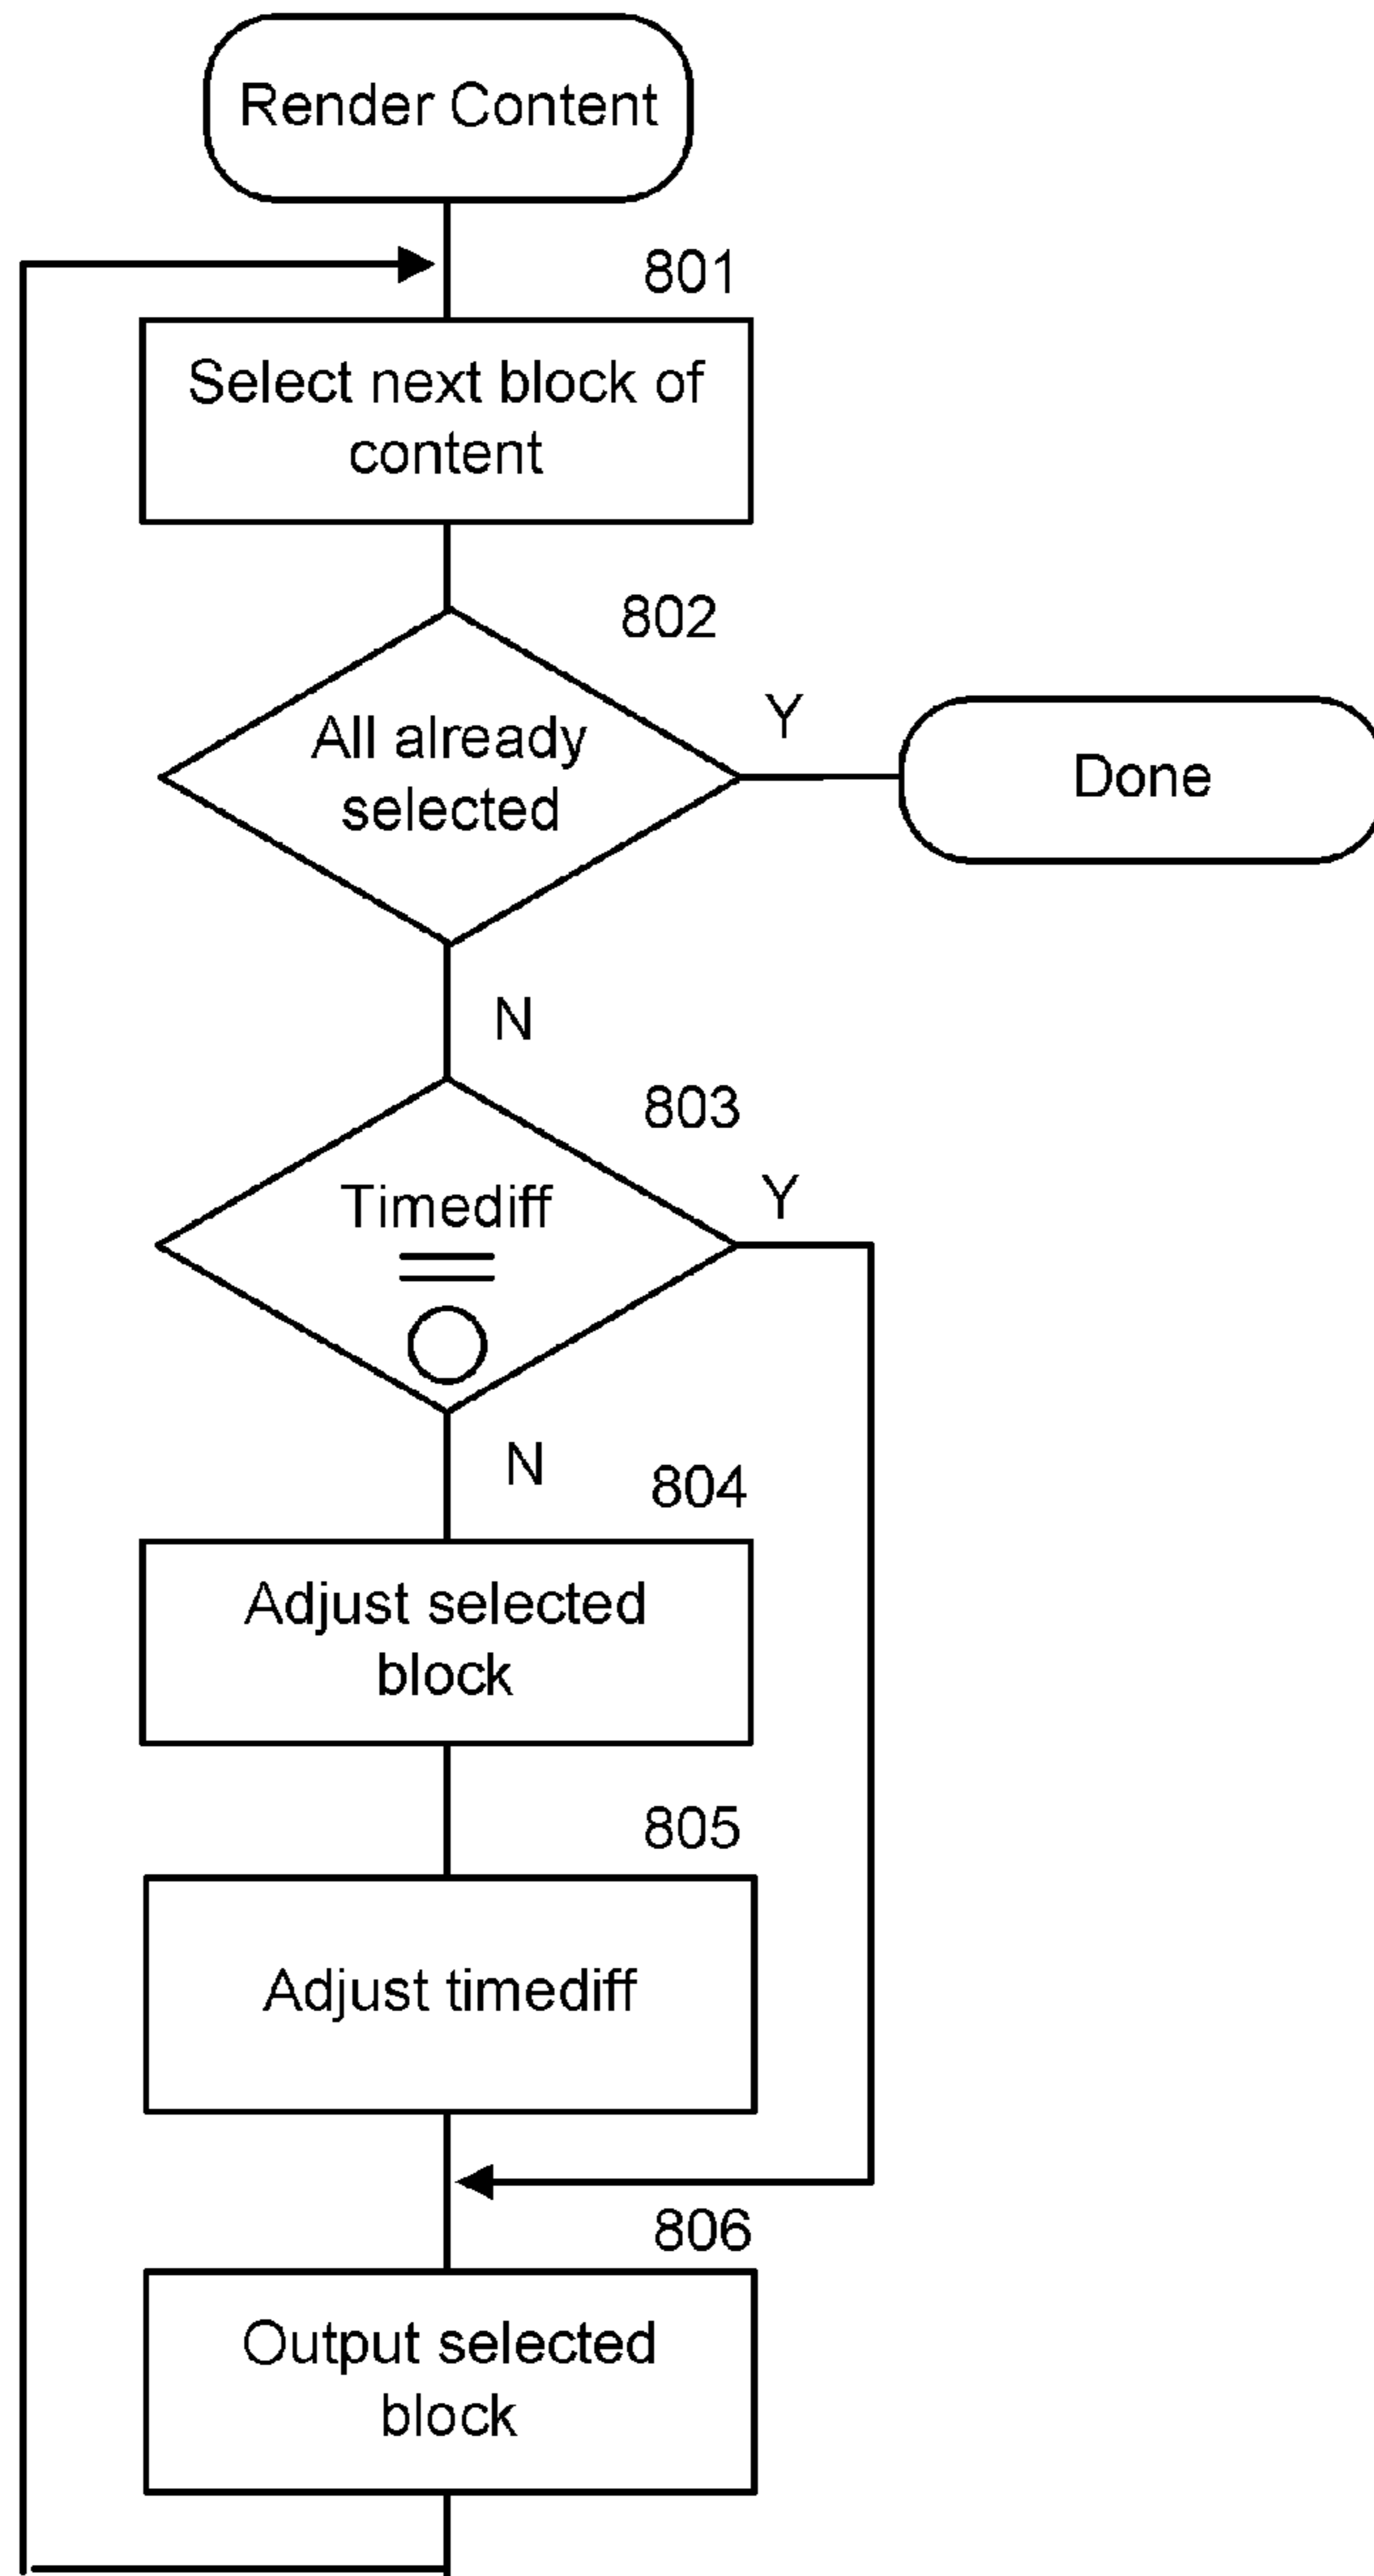 Render Content
801
Select next block of
content
802
All already
selected
Y
Done
N
803
Timediff
=
0
Y
N
804
Adjust selected
block
805
Adjust timediff
806
Output selected
block